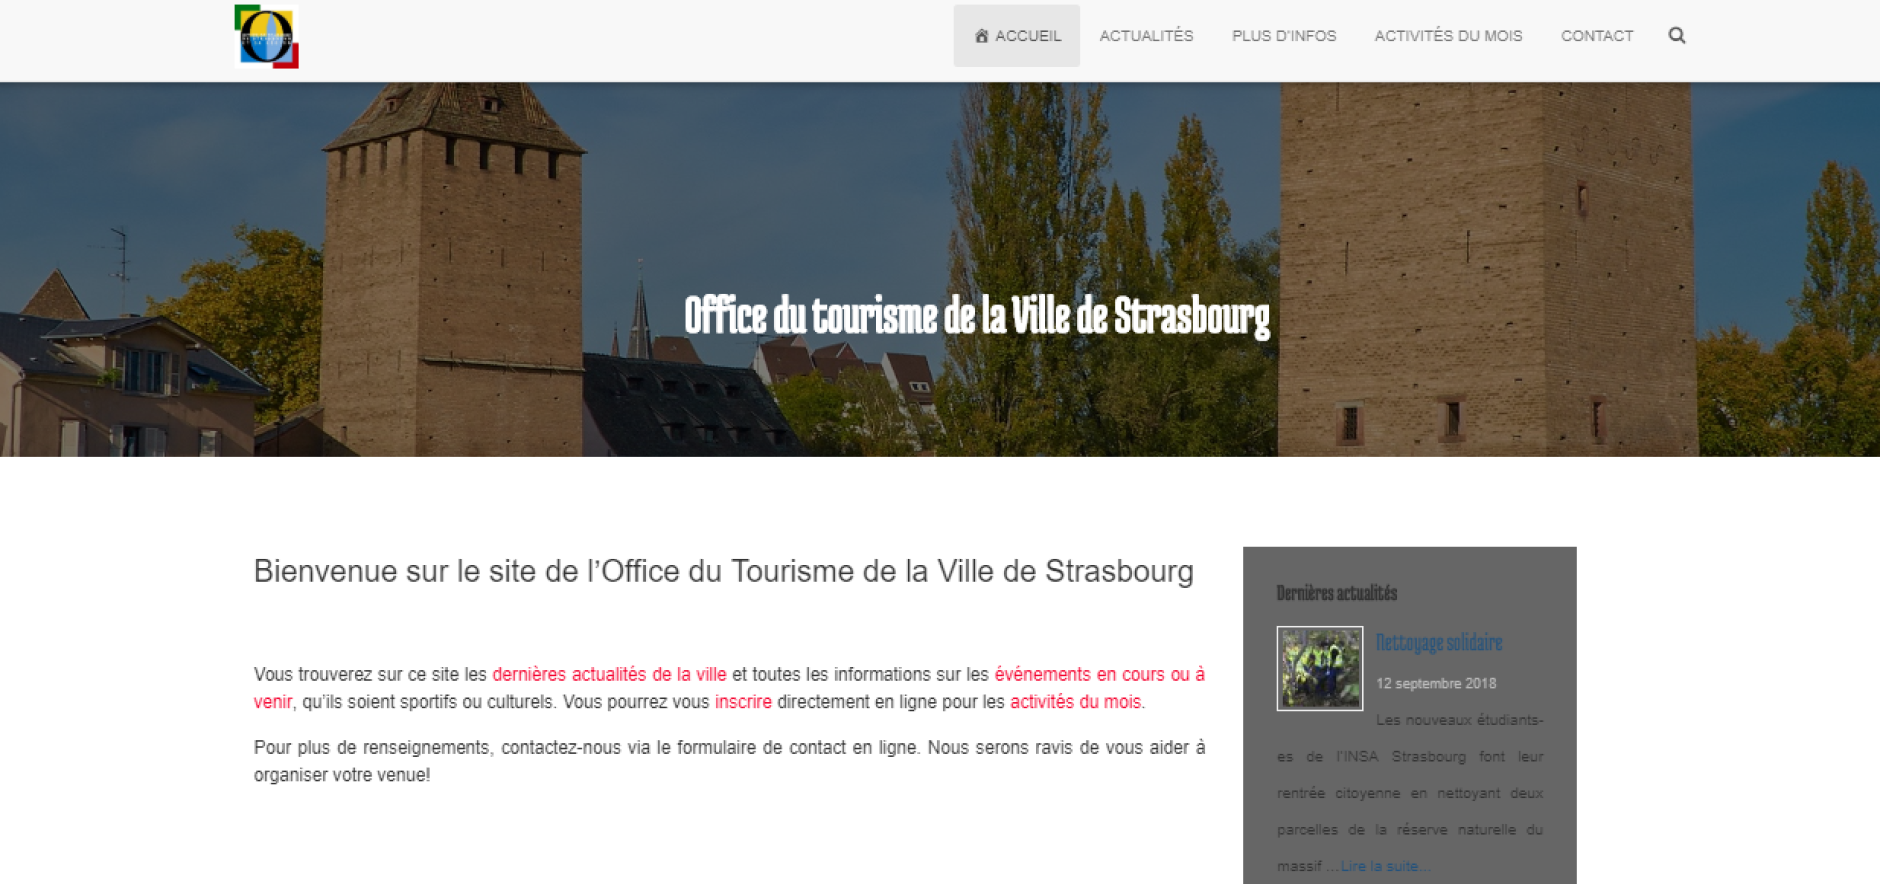 ACCUEIL ACTUALITÉS PLUS D'INFOS ACTIVITÉS DU MOIS CONTACT
Office du tourisme de la Ville de Strasbourg
Bienvenue sur le site de l’Office du Tourisme de la Ville de Strasbourg
Vous trouverez sur ce site les dernières actualités de la ville et toutes les informations sur les événements en cours ou à
venir, qu’ils soient sportifs ou culturels. Vous pourrez vous inscrire directement en ligne pour les activités du mois.
Pour plus de renseignements, contactez-nous via le formulaire de contact en ligne. Nous serons ravis de vous aider à
organiser votre venue!
Dernières actualités
Nettoyage solidaire
12 septembre 2018
Les nouveaux étudiants-
es de l’INSA Strasbourg font leur
rentrée citoyenne en nettoyant deux
parcelles de la réserve naturelle du
massif …Lire la suite...